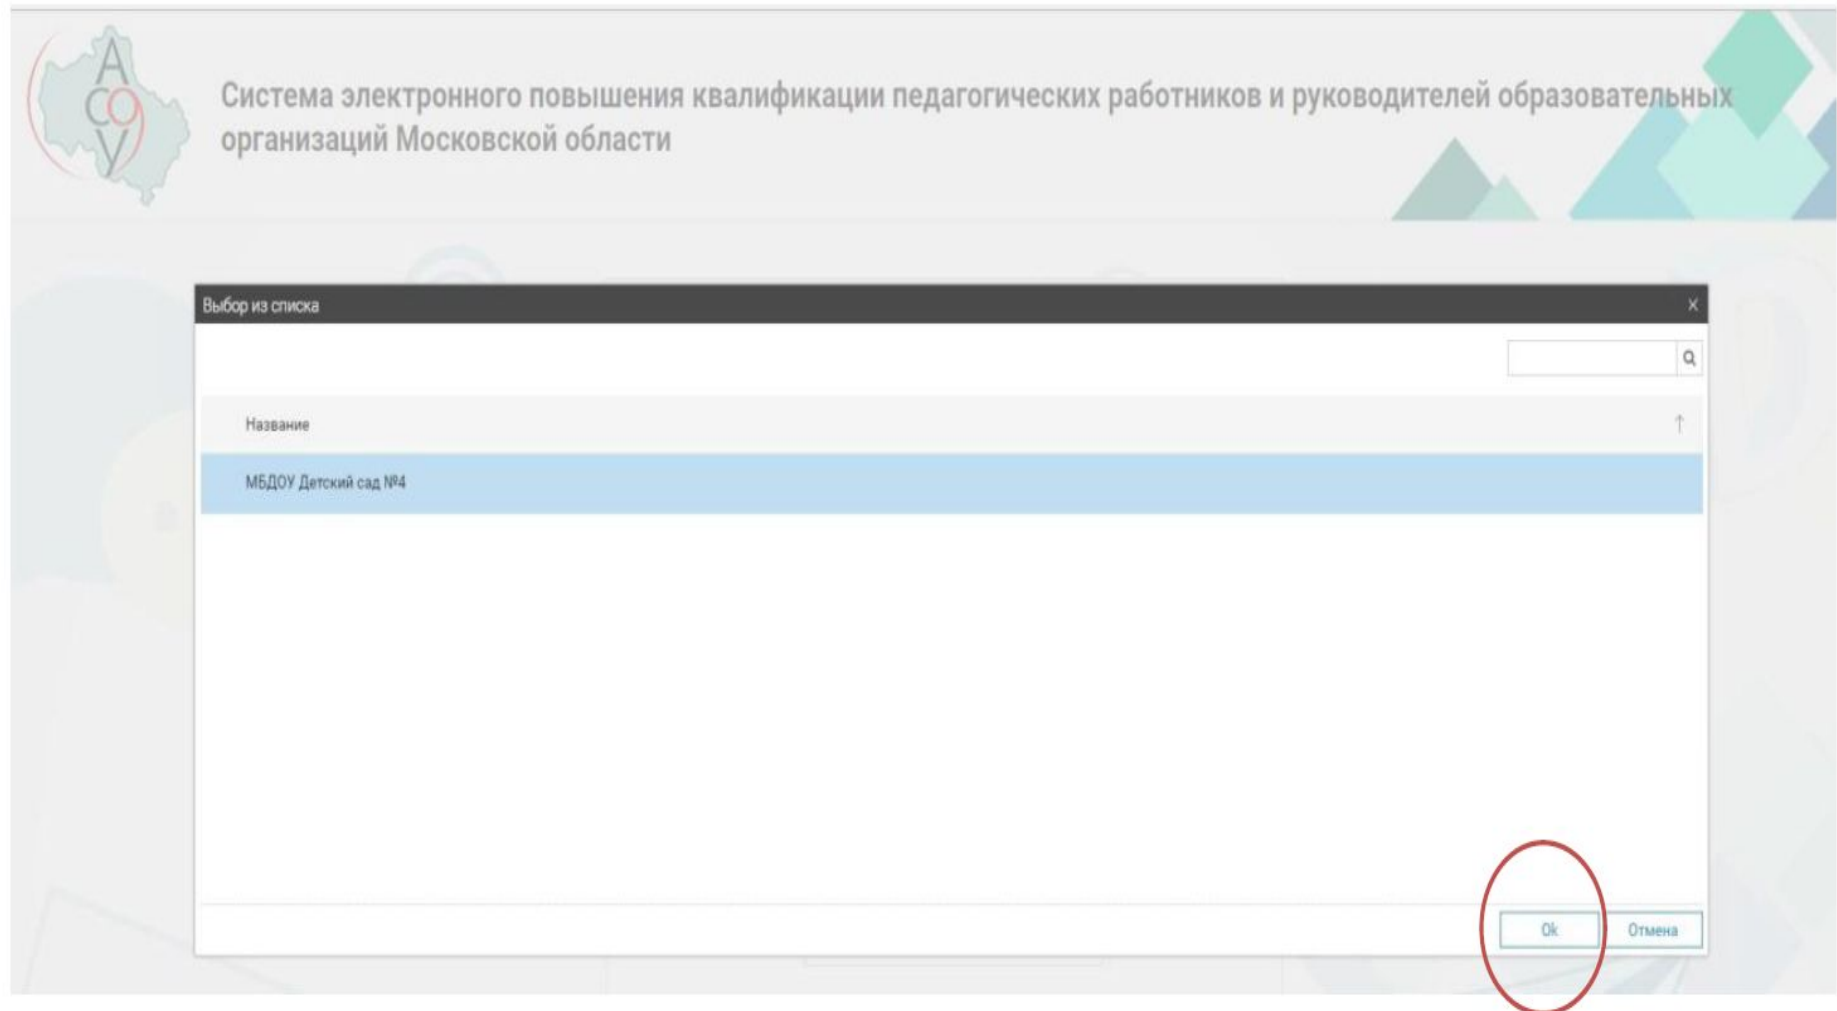 А
СО
У
Система электронного повышения квалификации педагогических работников и руководителей образовательных
организаций Московской области
Выбор из списка
Название
МБДОУ Детский сад №4
Ok Отмена